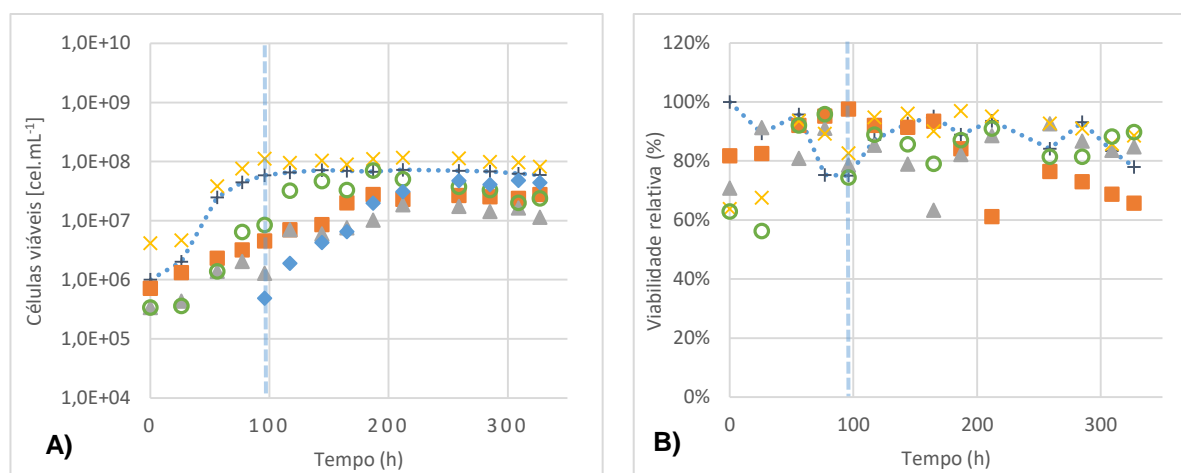 1,0E+10
1,0E+09
1,0E+08
1,0E+07
1,0E+06
1,0E+05
1,0E+04
Células viáveis [cel.mL-1]
0 100 200 300
Tempo (h)
A)
120%
100%
80%
60%
40%
20%
0%
Viabilidade relativa (%)
0 100 200 300
Tempo (h)
B)